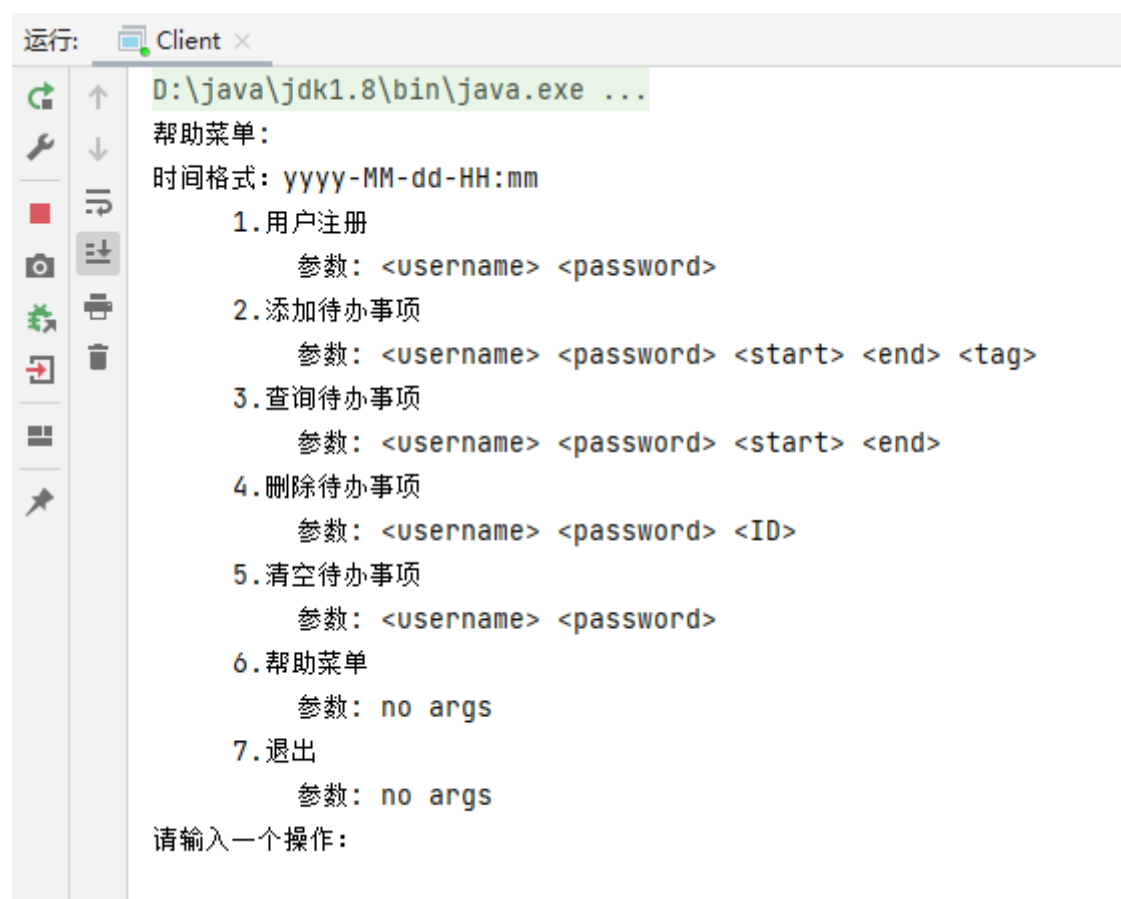 运行: Client
D:\java\jdk1.8\bin\java.exe ...
帮助菜单:
时间格式: yyyy-MM-dd-HH:mm
1.用户注册
参数: <username> <password>
2.添加待办事项
参数: <username> <password> <start> <end> <tag>
3.查询待办事项
参数: <username> <password> <start> <end>
4.删除待办事项
参数: <username> <password> <ID>
5.清空待办事项
参数: <username> <password>
6.帮助菜单
参数: no args
7.退出
参数: no args
请输入一个操作: